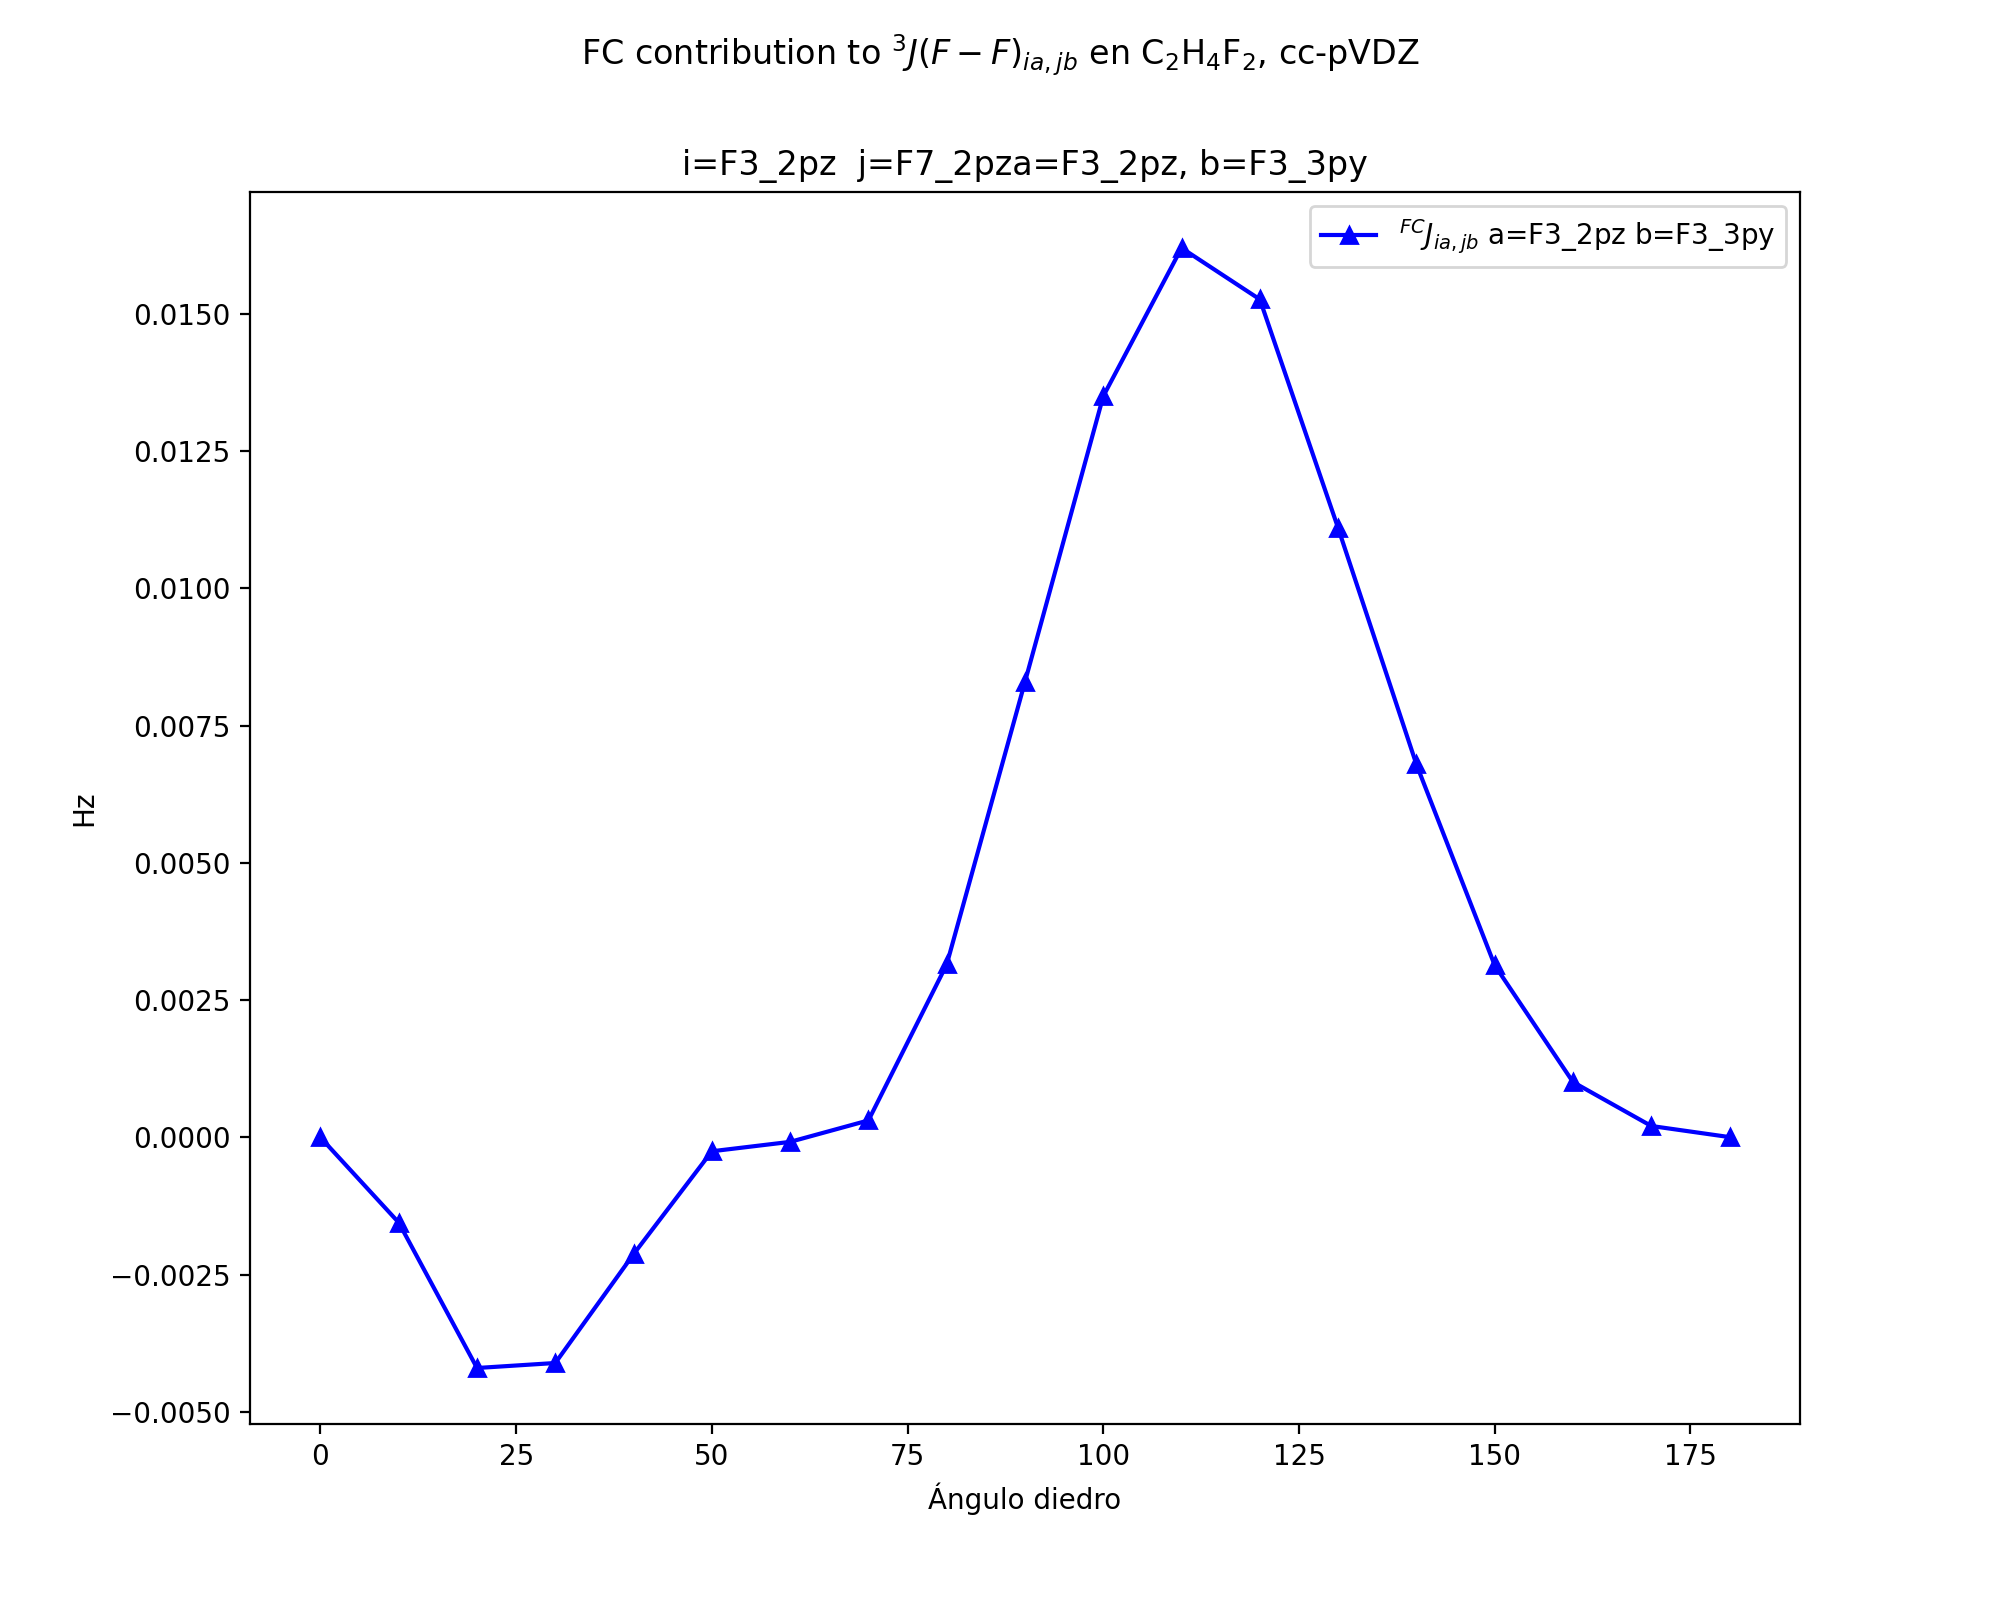 FC contribution to ³J(F − F)ᵢₐ,ⱼb en C₂H₄F₂, cc-pVDZ
i=F3_2pz  j=F7_2pza=F3_2pz, b=F3_3py
FCJia,jb a=F3_2pz b=F3_3py
0.0150
0.0125
0.0100
0.0075
0.0050
0.0025
0.0000
−0.0025
−0.0050
Hz
0 25 50 75 100 125 150 175
Ángulo diedro